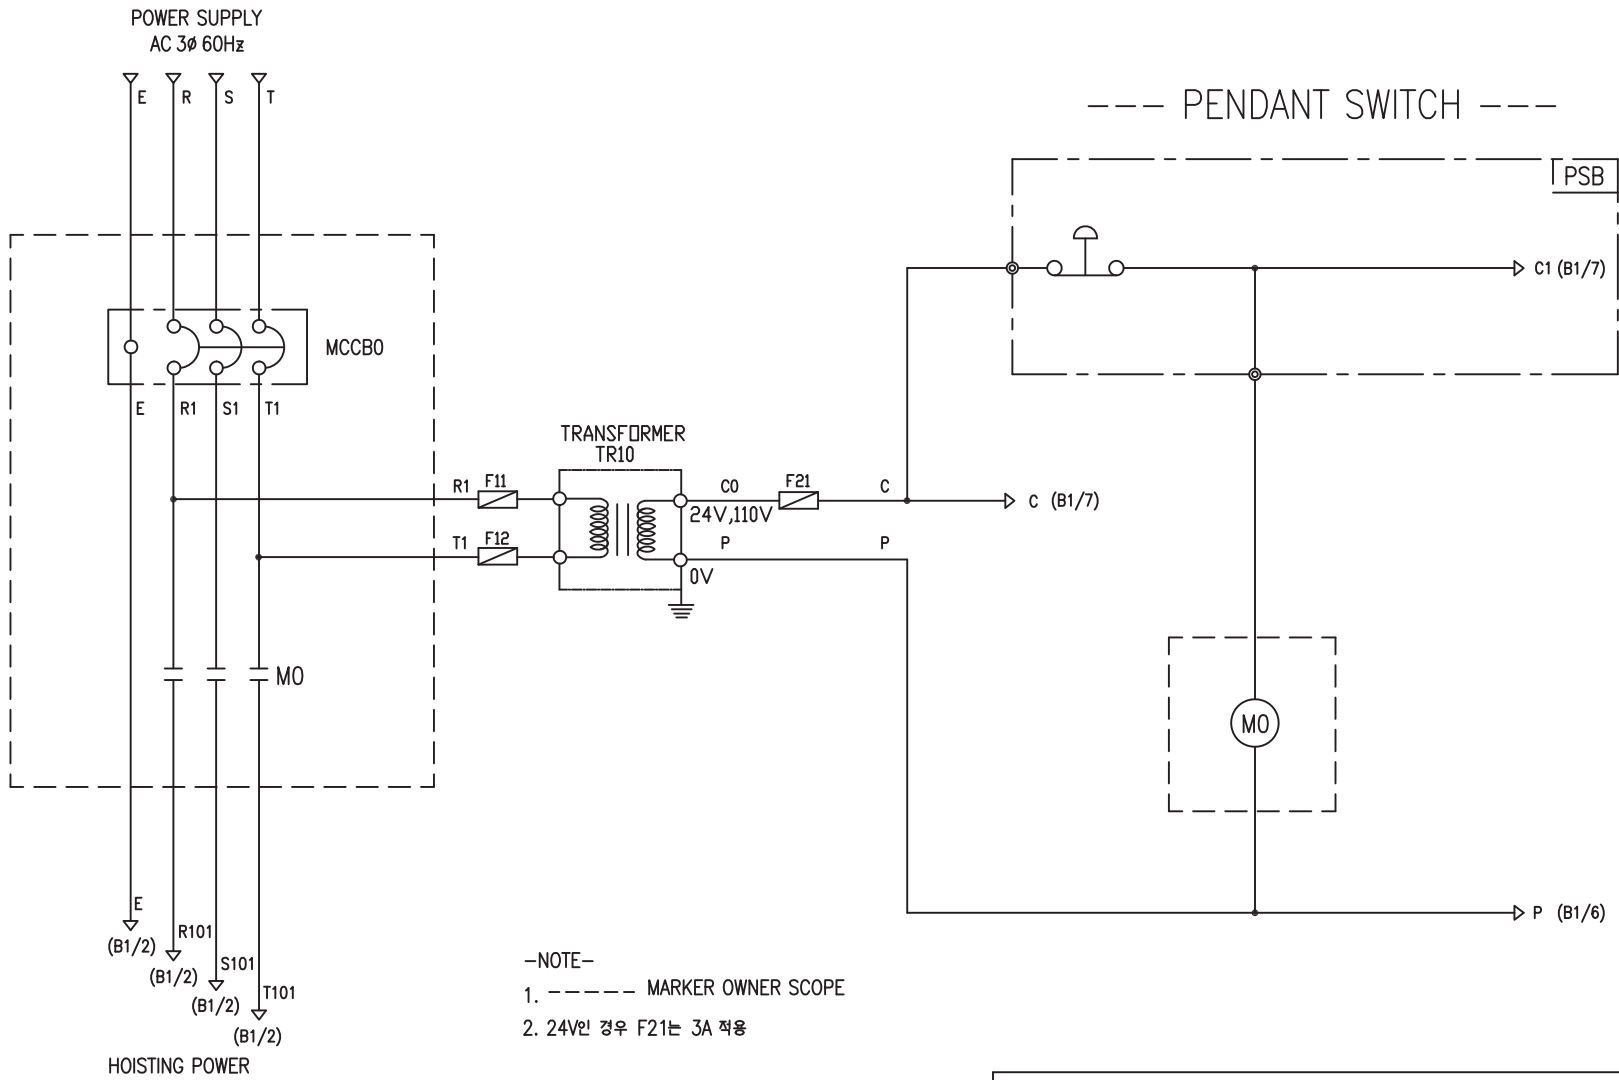 POWER SUPPLY
AC 3ø 60Hz
E R S T
PENDANT SWITCH
PSB
C1 (B1/7)
MCCB0
E R1 S1 T1
TRANSFORMER
TR10
R1 F11
C0 F21 C
24V,110V
C (B1/7)
T1 F12
P P
0V
M0
M0
E
(B1/2)
R101
(B1/2)
S101
(B1/2)
T101
(B1/2)
HOISTING POWER
P (B1/6)
-NOTE-
1. ------ MARKER OWNER SCOPE
2. 24V인 경우 F21는 3A 적용